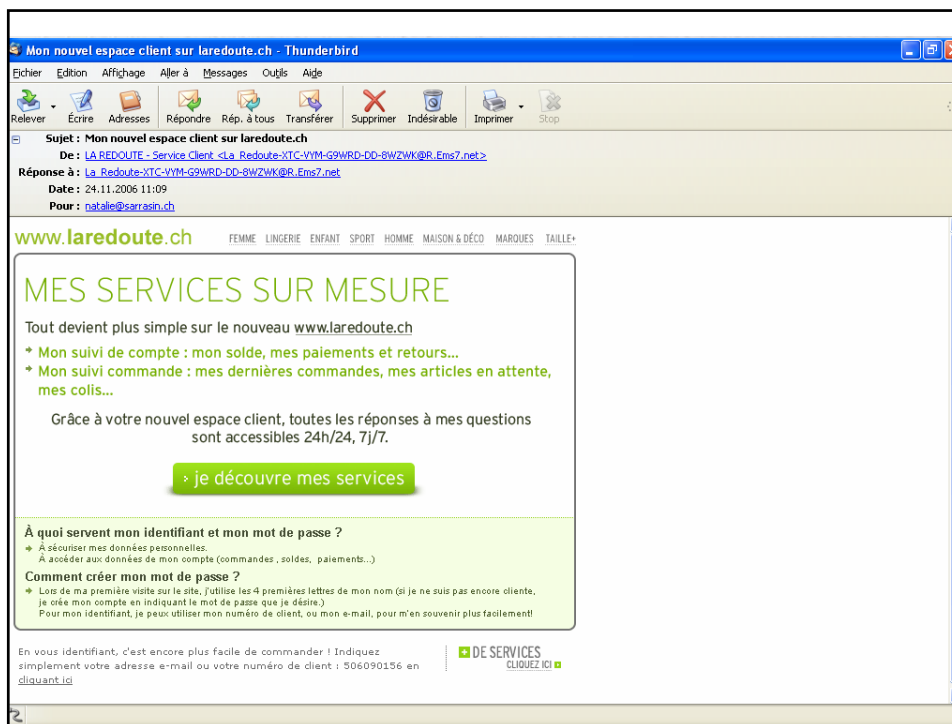 Mon nouvel espace client sur laredoute.ch - Thunderbird
Fichier Edition Affichage Aller à Messages Outils Aide
Relever Écrire Adresses Répondre Rép. à tous Transférer Supprimer Indésirable Imprimer Stop
Sujet : Mon nouvel espace client sur laredoute.ch
De : LA REDOUTE - Service Client <La_Redoute-XTC-VYM-G9WRD-DD-8WZWK@R.Ems7.net>
Réponse à : La_Redoute-XTC-VYM-G9WRD-DD-8WZWK@R.Ems7.net
Date : 24.11.2006 11:09
Pour : natalie@sarrasin.ch
www.laredoute.ch FEMME LINGERIE ENFANT SPORT HOMME MAISON & DÉCO MARQUES TAILLE+
MES SERVICES SUR MESURE
Tout devient plus simple sur le nouveau www.laredoute.ch
Mon suivi de compte : mon solde, mes paiements et retours...
Mon suivi commande : mes dernières commandes, mes articles en attente,
mes colis...
Grâce à votre nouvel espace client, toutes les réponses à mes questions
sont accessibles 24h/24, 7j/7.
je découvre mes services
À quoi servent mon identifiant et mon mot de passe ?
À sécuriser mes données personnelles.
À accéder aux données de mon compte (commandes , soldes, paiements...)
Comment créer mon mot de passe ?
Lors de ma première visite sur le site, j'utilise les 4 premières lettres de mon nom (si je ne suis pas encore cliente,
je crée mon compte en indiquant le mot de passe que je désire.)
Pour mon identifiant, je peux utiliser mon numéro de client, ou mon e-mail, pour m'en souvenir plus facilement!
En vous identifiant, c'est encore plus facile de commander ! Indiquez
simplement votre adresse e-mail ou votre numéro de client : 506090156 en
cliquant ici
+ DE SERVICES
CLIQUEZ ICI